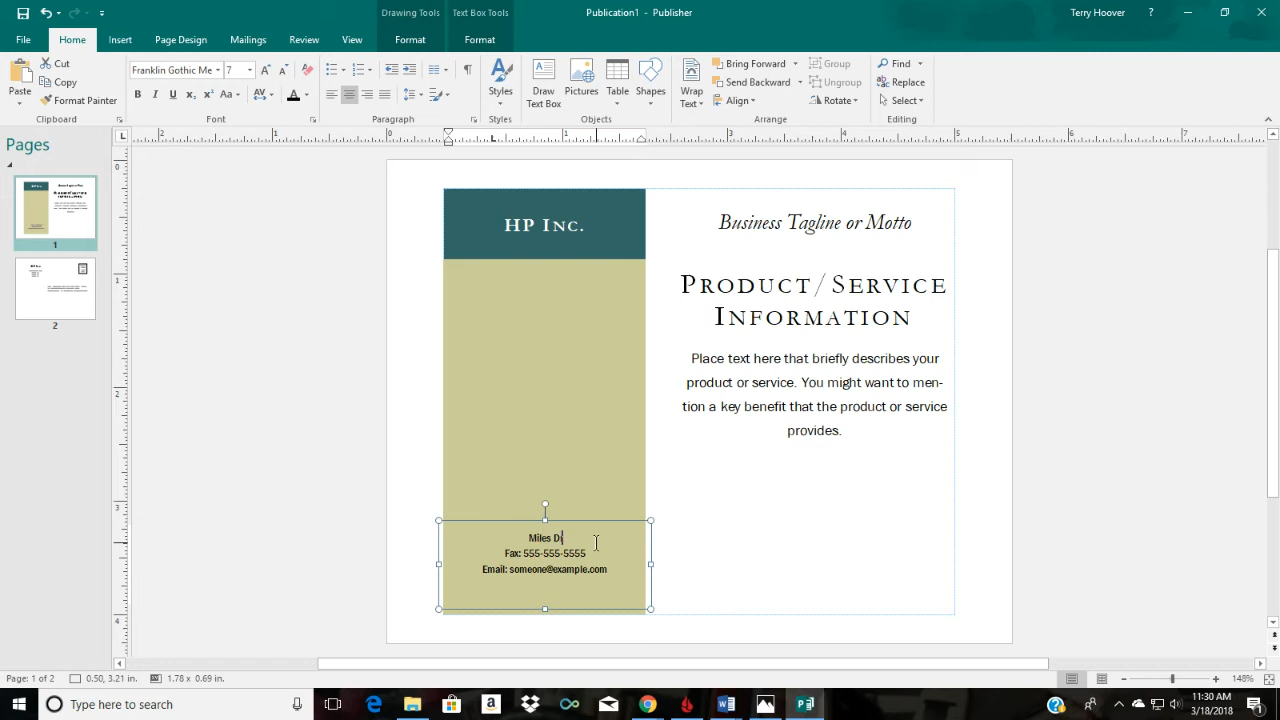 Drawing Tools
Text Box Tools
Publication1 - Publisher
Terry Hoover
?
File
Home
Insert
Page Design
Mailings
Review
View
Format
Format
Paste
Cut
Copy
Format Painter
Clipboard
Franklin Gothic Me
7
B I U x² x₂ Aa AV A
Font
Paragraph
Styles
Styles
Draw
Text Box
Pictures
Table
Shapes
Objects
Wrap
Text
Bring Forward
Send Backward
Align
Group
Ungroup
Rotate
Arrange
Find
Replace
Select
Editing
Pages
1
2
HP Inc.
Business Tagline or Motto
Product/Service
Information
Place text here that briefly describes your
product or service. You might want to men-
tion a key benefit that the product or service
provides.
Miles Di
Fax: 555-555-5555
Email: someone@example.com
Page: 1 of 2
0.50, 3.21 in.
1.78 x 0.69 in.
148%
Type here to search
11:30 AM
3/18/2018